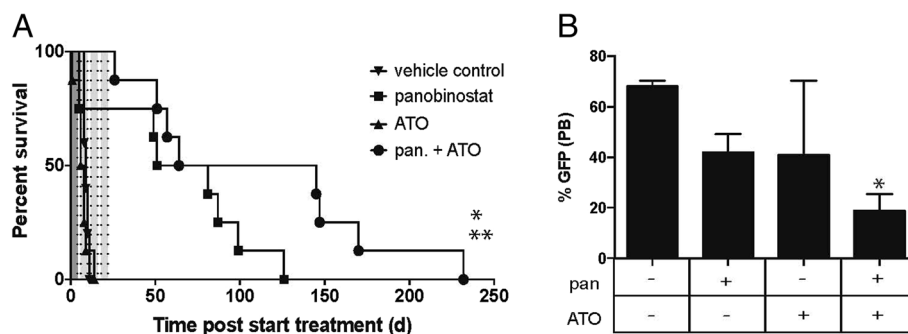 A
Percent survival
100
50
0
0 50 100 150 200 250
Time post start treatment (d)
vehicle control
panobinostat
ATO
pan. + ATO
*
**
B
% GFP (PB)
80
60
40
20
0
*
pan - + - +
ATO - - + +